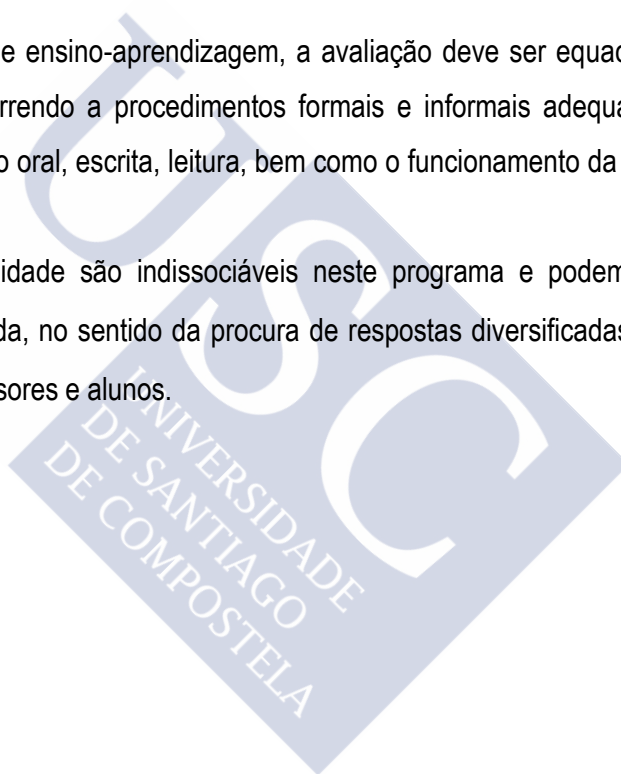 e ensino-aprendizagem, a avaliação deve ser equac
rrendo a procedimentos formais e informais adequa
o oral, escrita, leitura, bem como o funcionamento da
idade são indissociáveis neste programa e podem
da, no sentido da procura de respostas diversificadas
sores e alunos.
USC
UNIVERSIDADE
DE SANTIAGO
DE COMPOSTELA